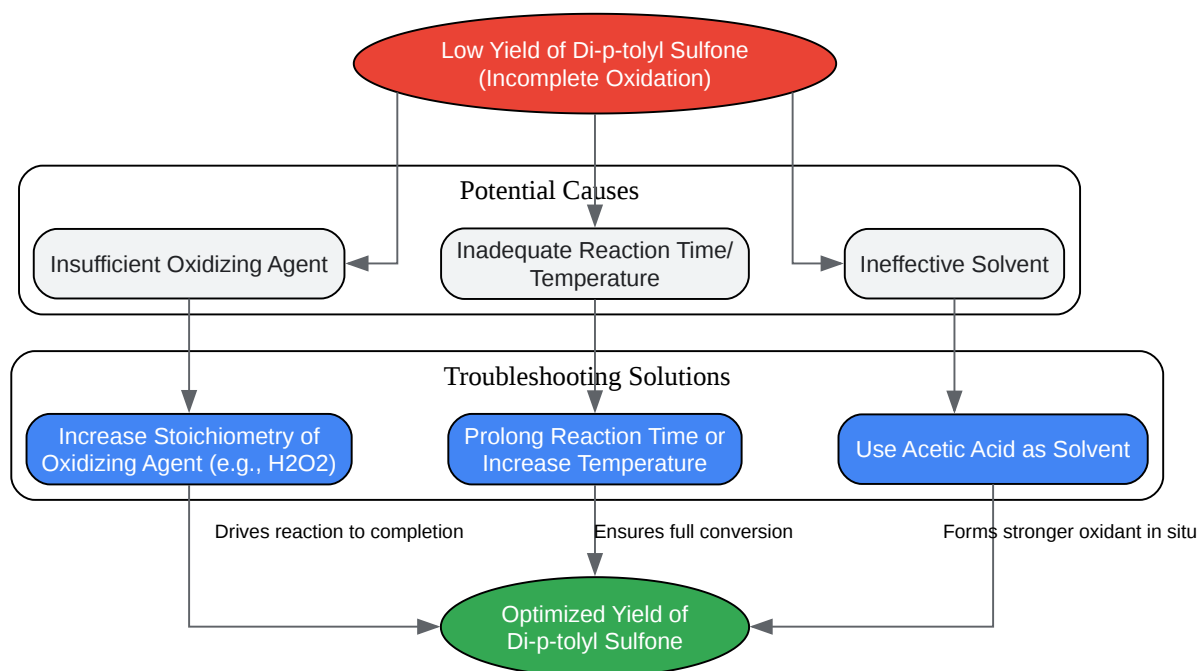 Low Yield of Di-p-tolyl Sulfone
(Incomplete Oxidation)
Potential Causes
Insufficient Oxidizing Agent
Inadequate Reaction Time/
Temperature
Ineffective Solvent
Troubleshooting Solutions
Increase Stoichiometry of
Oxidizing Agent (e.g., H2O2)
Prolong Reaction Time or
Increase Temperature
Use Acetic Acid as Solvent
Drives reaction to completion
Ensures full conversion
Forms stronger oxidant in situ
Optimized Yield of
Di-p-tolyl Sulfone